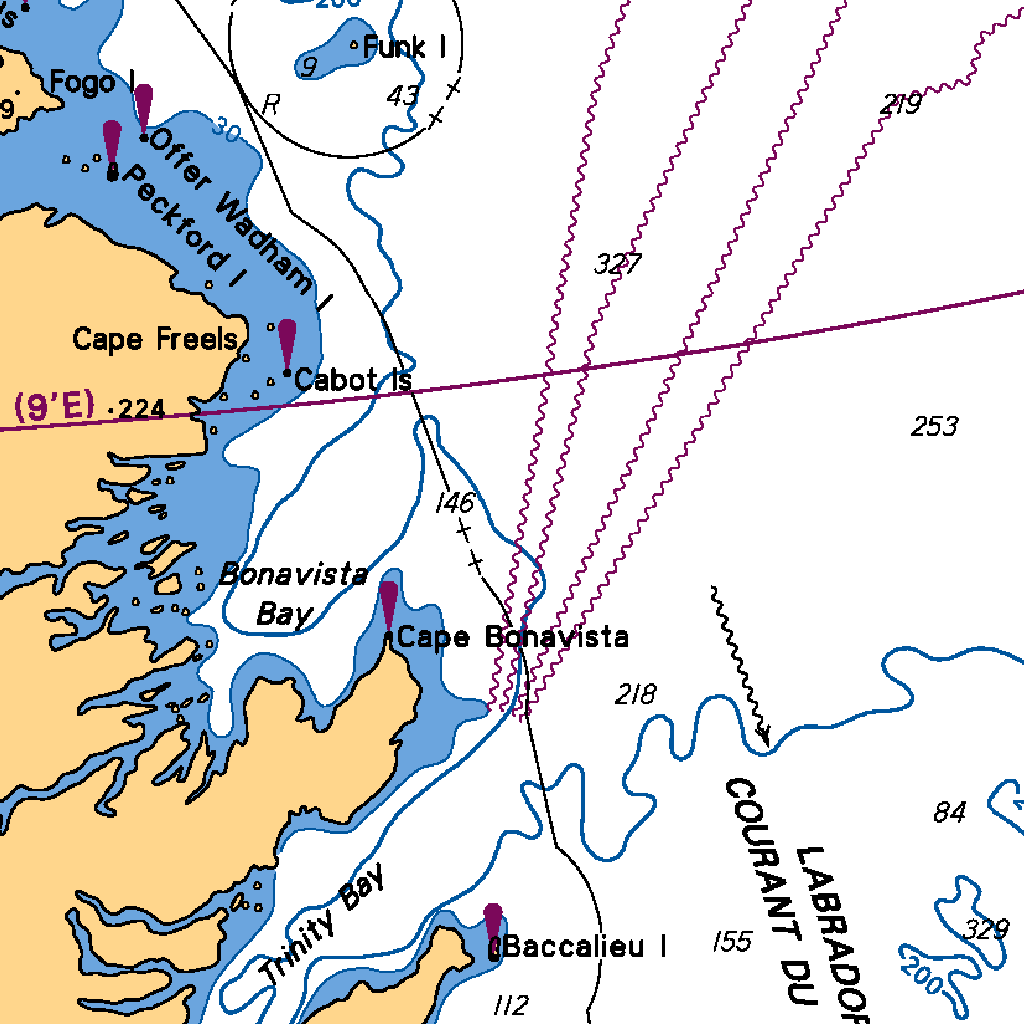 200
Funk I
9
Fogo I
43
R
219
9
30
Offer Wadham I
Peckford I
327
Cape Freels
Cabot Is
(9'E)
224
253
146
Bonavista
Bay
Cape Bonavista
218
84
COURANT DU
LABRADOR
Trinity Bay
329
Baccalieu I
155
200
112